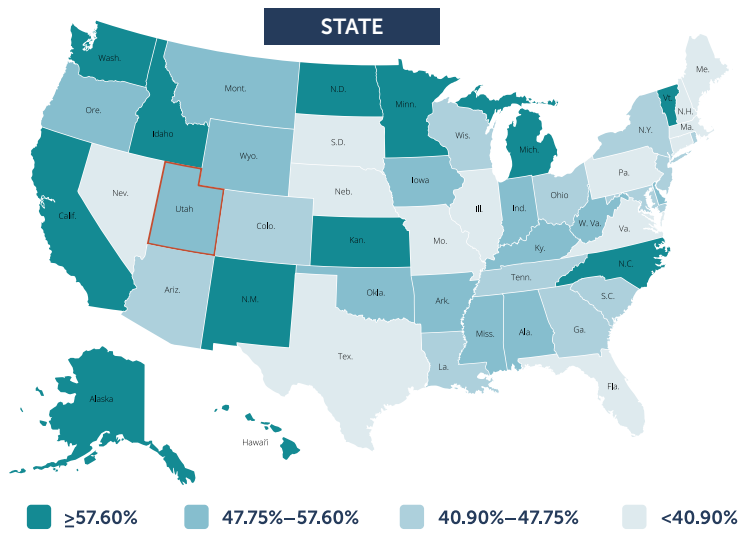 STATE
Wash.
Me.
Mont.
N.D.
Minn.
Vt.
Ore.
N.H.
Idaho
Wis.
N.Y.
Ma.
S.D.
Mich.
Wyo.
Pa.
Iowa
Neb.
Nev.
Ohio
Utah
Ill.
Ind.
Calif.
Colo.
W. Va.
Va.
Kan.
Mo.
Ky.
N.C.
Ariz.
Tenn.
N.M.
Okla.
Ark.
S.C.
Miss.
Ala.
Ga.
Tex.
La.
Fla.
Alaska
Hawai'i
≥57.60%
47.75%–57.60%
40.90%–47.75%
<40.90%